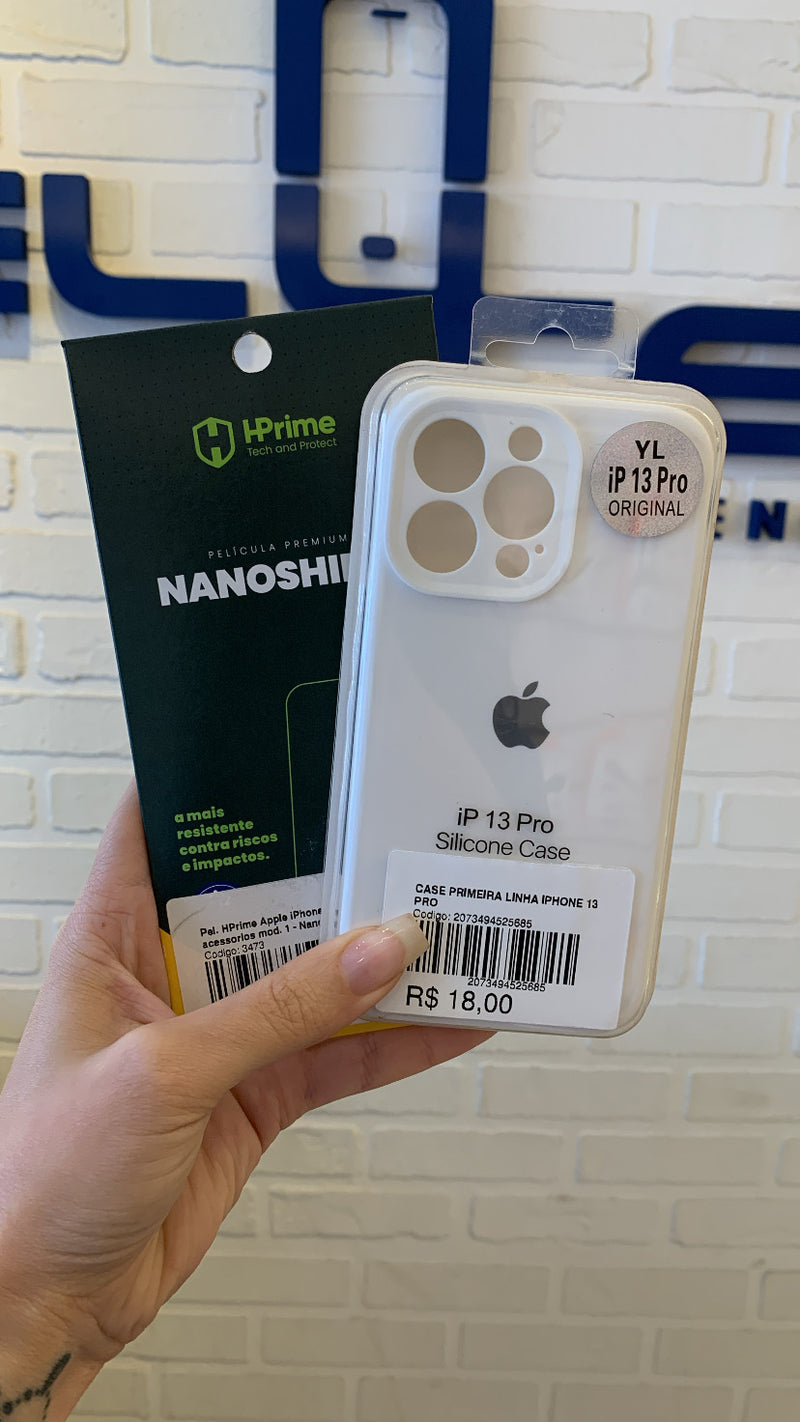 HPrime
Tech and Protect
PELÍCULA PREMIUM
a mais
resistente
contra riscos
e impactos.
Pel. HPrime Apple iPhone
acessorios mod. 1 -
Codigo: 3473
YL
iP 13 Pro
ORIGINAL
iP 13 Pro
Silicone Case
CASE PRIMEIRA LINHA IPHONE 13
PRO
Codigo: 2073494525685
2073494525685
R$ 18,00